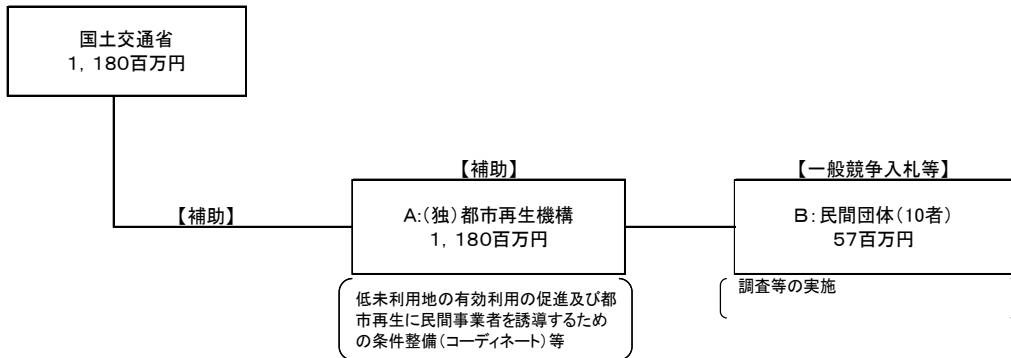 国土交通省
1，180百万円
【補助】
【補助】
A:(独)都市再生機構
1，180百万円
低未利用地の有効利用の促進及び都
市再生に民間事業者を誘導するため
の条件整備(コーディネート)等
【一般競争入札等】
B:民間団体(10者)
57百万円
調査等の実施